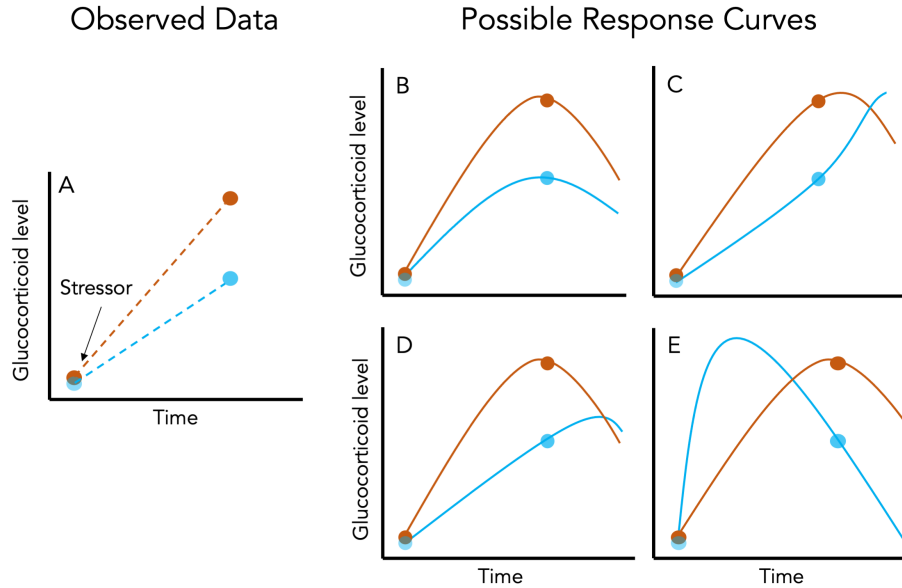 Observed Data
Possible Response Curves
A
Glucocorticoid level
Stressor
Time
B
Glucocorticoid level
C
D
Glucocorticoid level
Time
E
Time